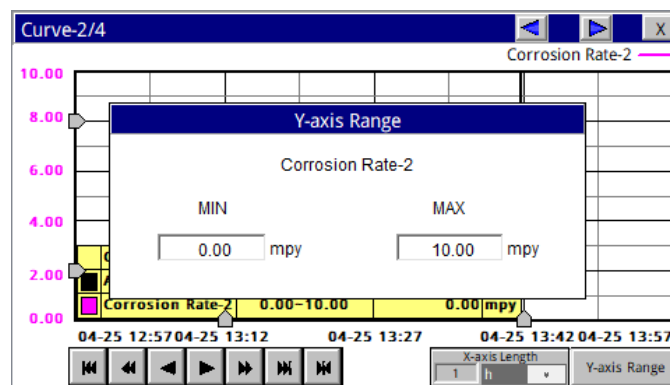 Curve-2/4
X
Corrosion Rate-2
10.00
8.00
Y-axis Range
Corrosion Rate-2
6.00
MIN
MAX
4.00
0.00 mpy
10.00 mpy
2.00
Corrosion Rate-2 0.00~10.00 0.00 mpy
0.00
04-25 12:57 04-25 13:12 04-25 13:27 04-25 13:42 04-25 13:57
X-axis Length
1 h
Y-axis Range